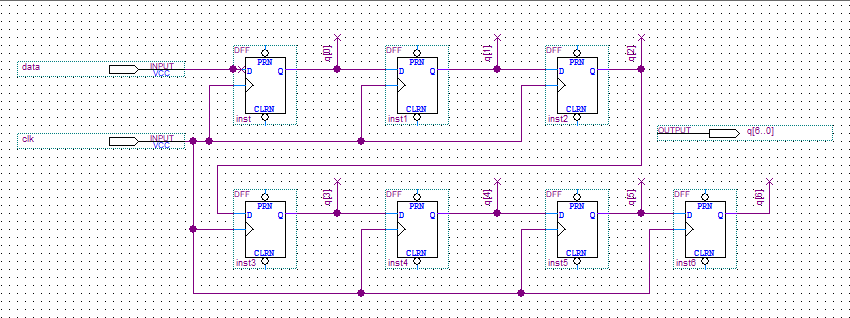 DFF q[0] DFF q[1] DFF q[2]
PRN PRN PRN
data INPUT VCC D Q D Q D Q
CLRN CLRN CLRN
inst inst1 inst2
clk INPUT VCC
OUTPUT q[6..0]
DFF q[3] DFF q[4] DFF q[5] DFF q[6]
PRN PRN PRN PRN
D Q D Q D Q D Q
CLRN CLRN CLRN CLRN
inst3 inst4 inst5 inst6